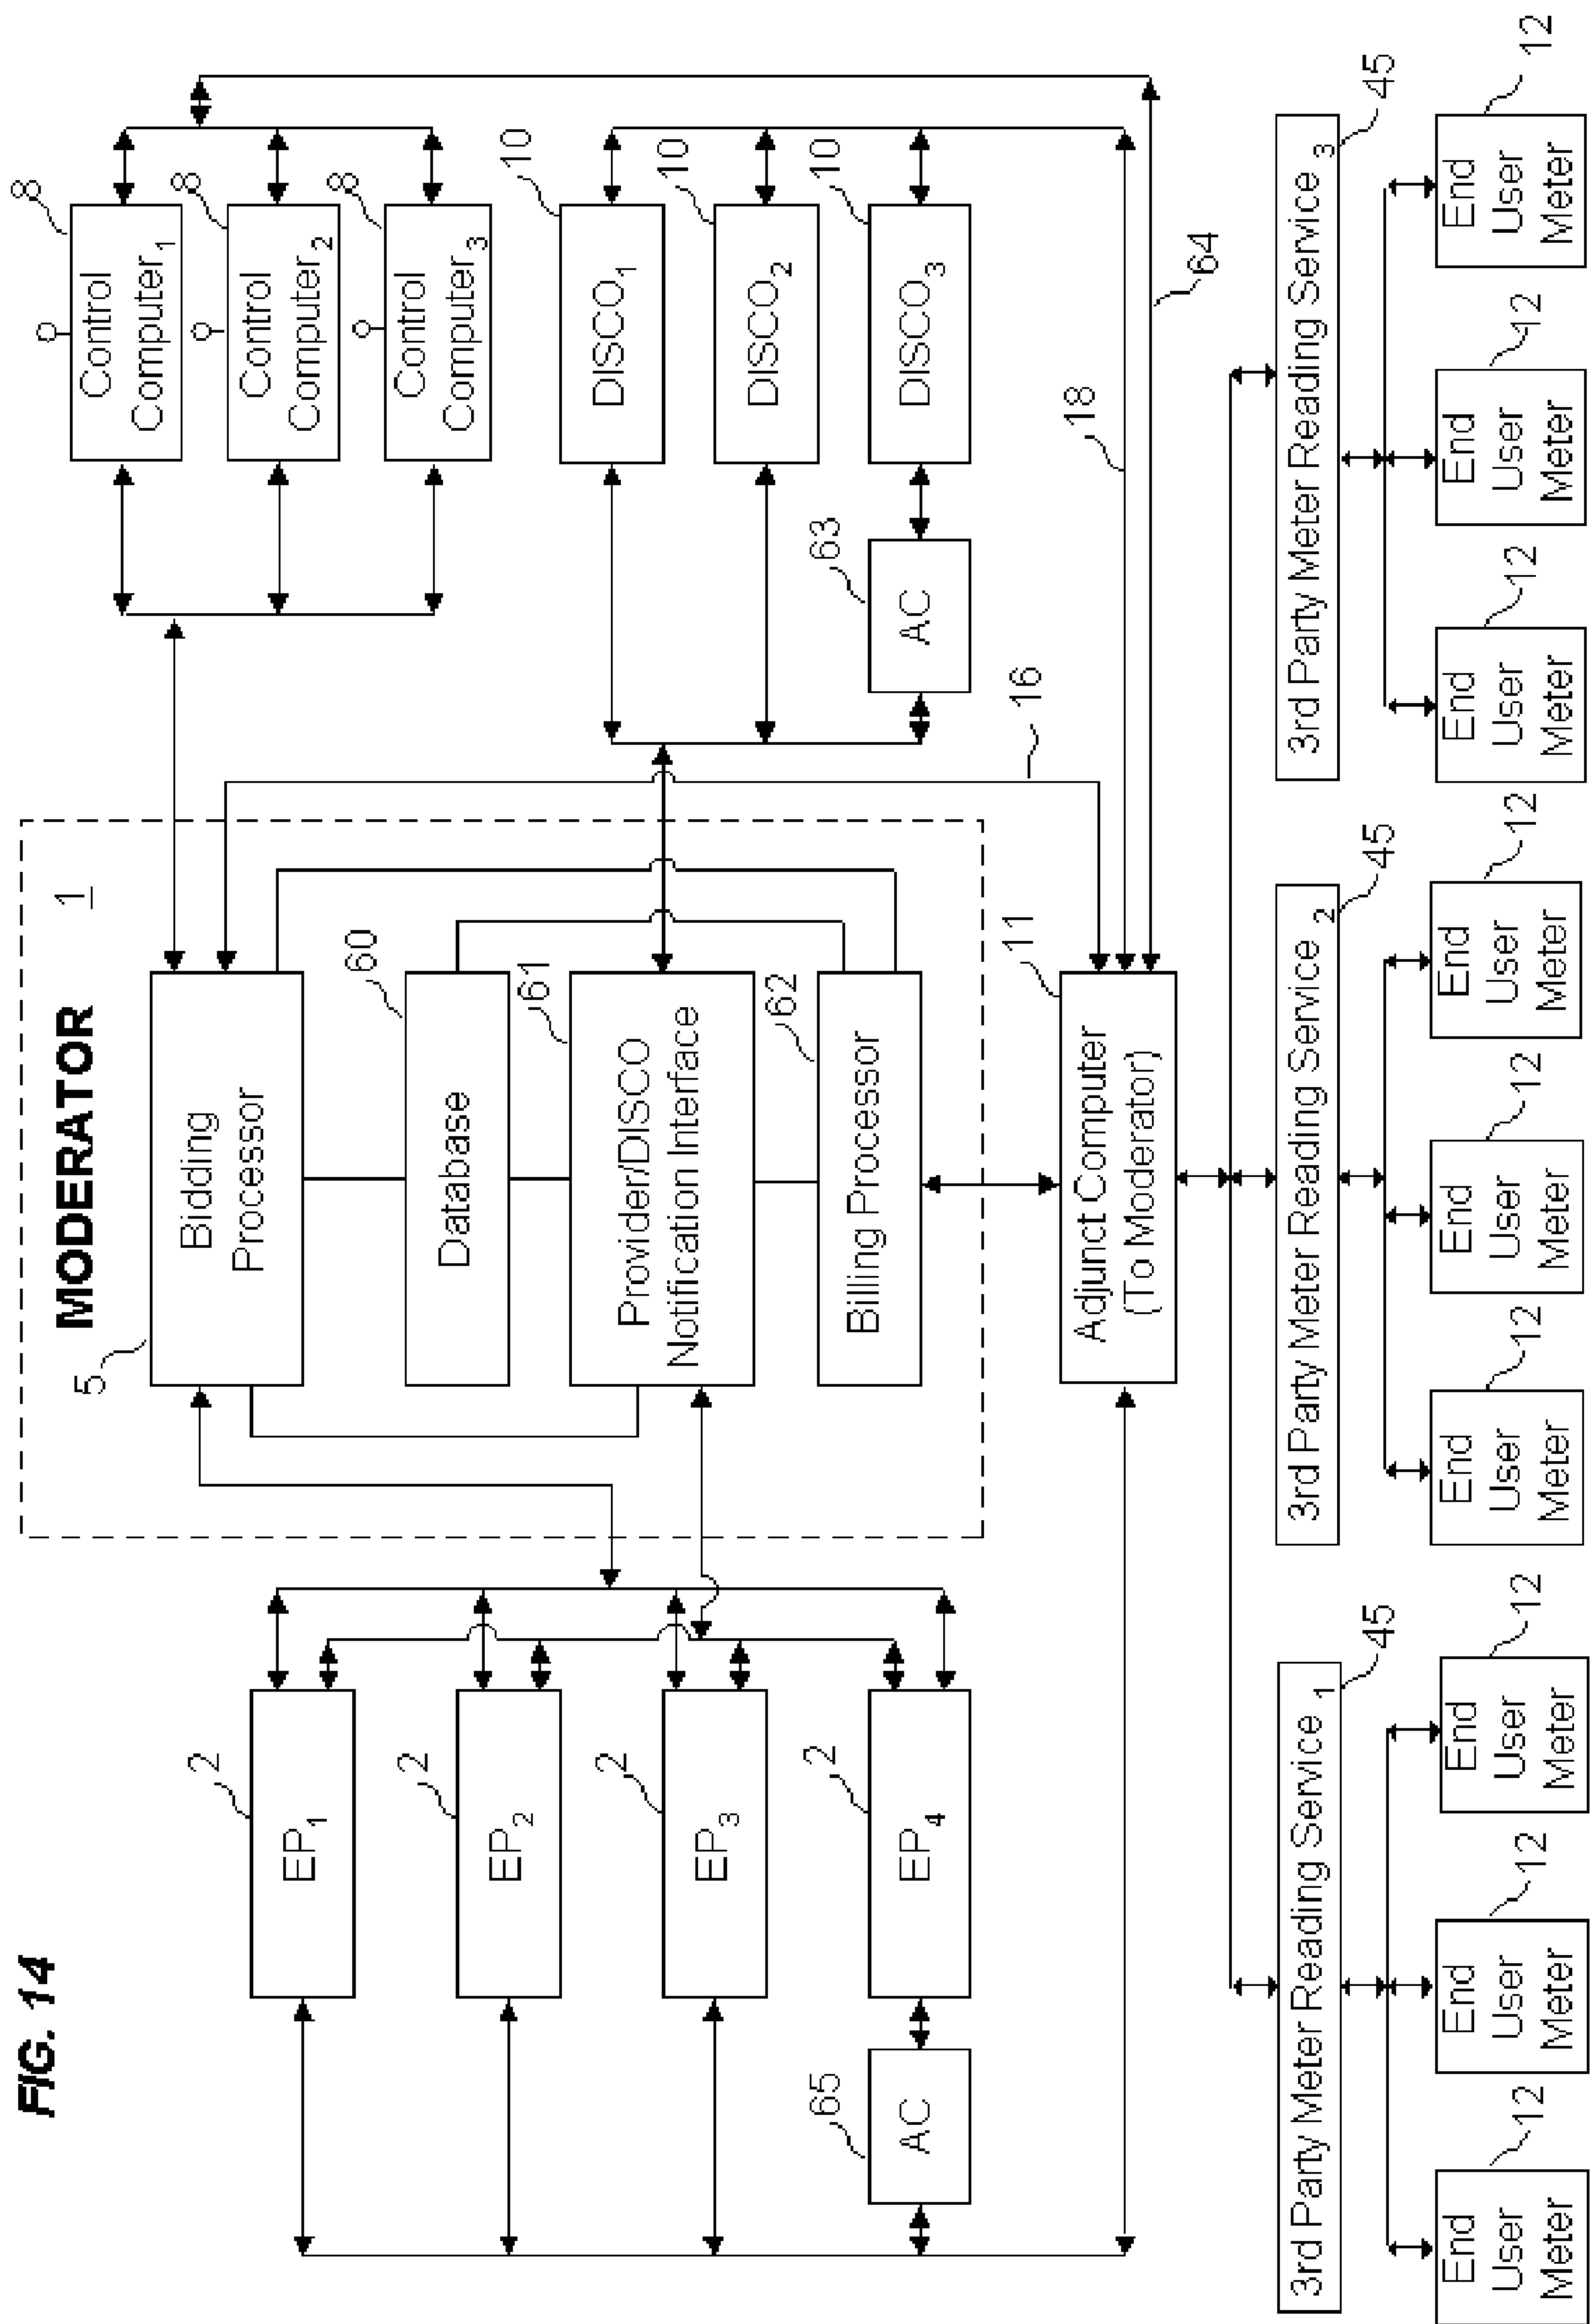 FIG. 14
MODERATOR
1
5
Bidding
Processor
60
Database
61
Provider/DISCO
Notification Interface
62
Billing Processor
2
EP1
2
EP2
2
EP3
2
EP4
65
AC
8
Control
Computer1
8
Control
Computer2
8
Control
Computer3
10
DISCO1
10
DISCO2
10
DISCO3
63
AC
16
18
64
11
Adjunct Computer
(To Moderator)
3rd Party Meter Reading Service 1
45
3rd Party Meter Reading Service 2
45
3rd Party Meter Reading Service 3
45
12
End
User
Meter
12
End
User
Meter
12
End
User
Meter
12
End
User
Meter
12
End
User
Meter
12
End
User
Meter
12
End
User
Meter
12
End
User
Meter
12
End
User
Meter